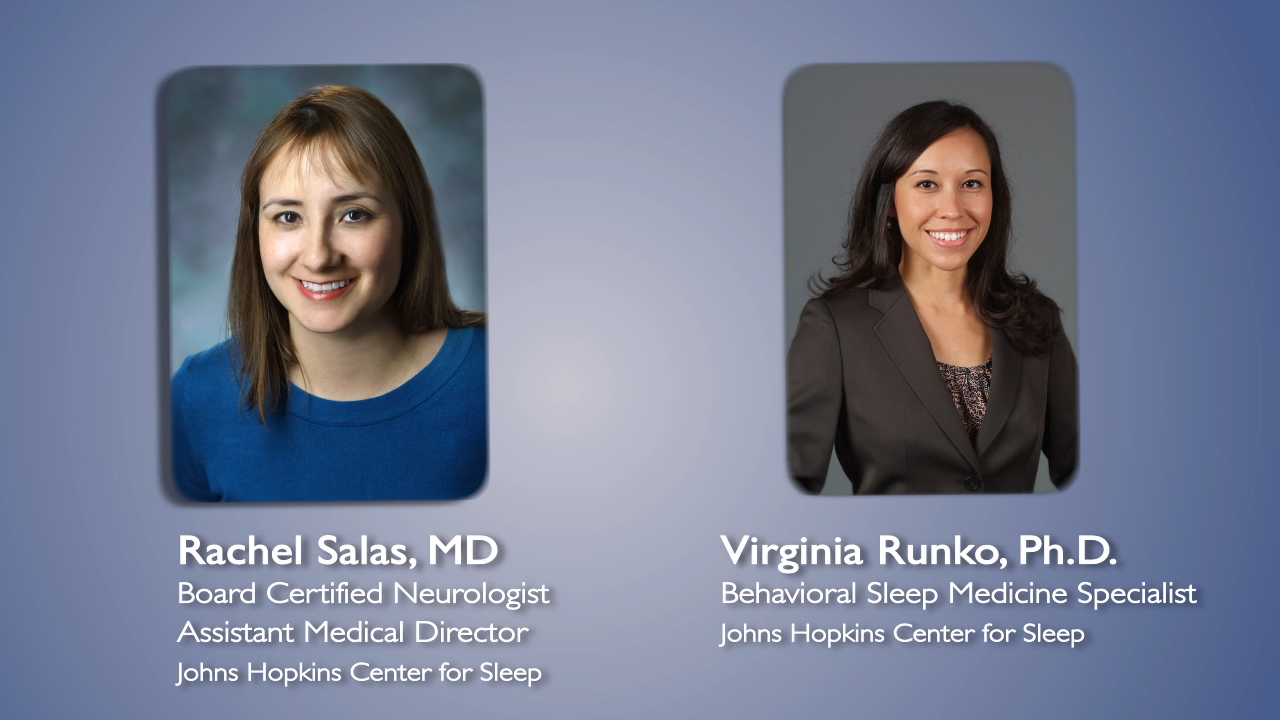 Rachel Salas, MD
Board Certified Neurologist
Assistant Medical Director
Johns Hopkins Center for Sleep
Virginia Runko, Ph.D.
Behavioral Sleep Medicine Specialist
Johns Hopkins Center for Sleep